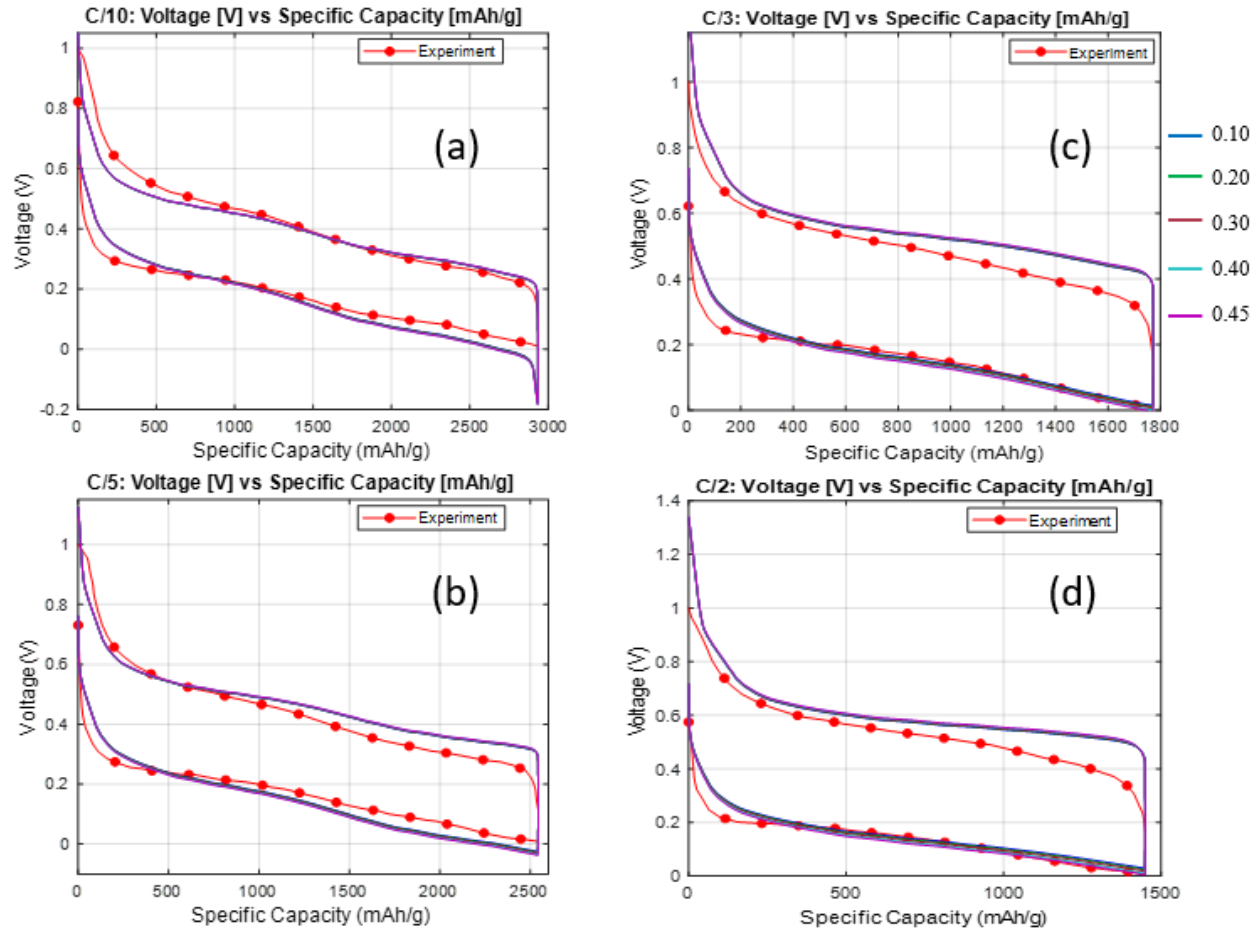 C/10: Voltage [V] vs Specific Capacity [mAh/g]
Experiment
(a)
Voltage (V)
1
0.8
0.6
0.4
0.2
0
-0.2
0
500
1000
1500
2000
2500
3000
Specific Capacity (mAh/g)
C/3: Voltage [V] vs Specific Capacity [mAh/g]
Experiment
(c)
Voltage (V)
1
0.8
0.6
0.4
0.2
0
0
200
400
600
800
1000
1200
1400
1600
1800
Specific Capacity (mAh/g)
0.10
0.20
0.30
0.40
0.45
C/5: Voltage [V] vs Specific Capacity [mAh/g]
Experiment
(b)
Voltage(V)
1
0.8
0.6
0.4
0.2
0
0
500
1000
1500
2000
2500
Specific Capacity (mAh/g)
C/2: Voltage [V] vs Specific Capacity [mAh/g]
Experiment
(d)
Voltage (V)
1.4
1.2
1
0.8
0.6
0.4
0.2
0
0
500
1000
1500
Specific Capacity (mAh/g)